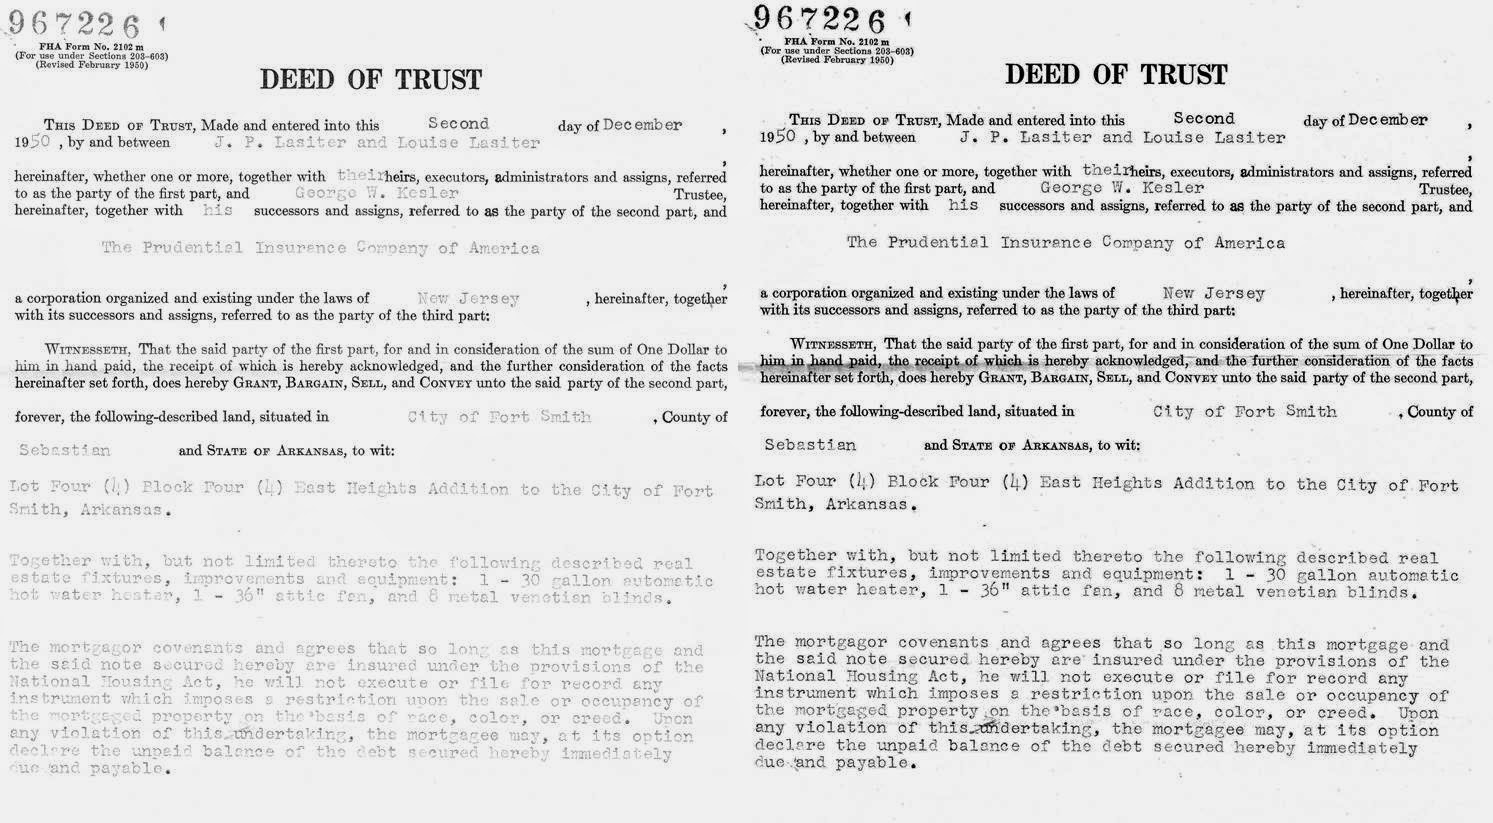 967226
FHA Form No. 2102 m
(For use under Sections 203-603)
(Revised February 1950)
DEED OF TRUST
THIS DEED OF TRUST, Made and entered into this Second day of December ,
1950 , by and between J. P. Lasiter and Louise Lasiter
,
hereinafter, whether one or more, together with their heirs, executors, administrators and assigns, referred
to as the party of the first part, and George W. Kesler Trustee,
hereinafter, together with his successors and assigns, referred to as the party of the second part, and
The Prudential Insurance Company of America
,
a corporation organized and existing under the laws of New Jersey , hereinafter, together
with its successors and assigns, referred to as the party of the third part:
WITNESSETH, That the said party of the first part, for and in consideration of the sum of One Dollar to
him in hand paid, the receipt of which is hereby acknowledged, and the further consideration of the facts
hereinafter set forth, does hereby GRANT, BARGAIN, SELL, and CONVEY unto the said party of the second part,
forever, the following-described land, situated in City of Fort Smith , County of
Sebastian and STATE OF ARKANSAS, to wit:
Lot Four (4) Block Four (4) East Heights Addition to the City of Fort
Smith, Arkansas.
Together with, but not limited thereto the following described real
estate fixtures, improvements and equipment: 1 - 30 gallon automatic
hot water heater, 1 - 36" attic fan, and 8 metal venetian blinds.
The mortgagor covenants and agrees that so long as this mortgage and
the said note secured hereby are insured under the provisions of the
National Housing Act, he will not execute or file for record any
instrument which imposes a restriction upon the sale or occupancy of
the mortgaged property on the basis of race, color, or creed. Upon
any violation of this undertaking, the mortgagee may, at its option
declare the unpaid balance of the debt secured hereby immediately
due and payable.
967226
FHA Form No. 2102 m
(For use under Sections 203-603)
(Revised February 1950)
DEED OF TRUST
THIS DEED OF TRUST, Made and entered into this Second day of December ,
1950 , by and between J. P. Lasiter and Louise Lasiter
,
hereinafter, whether one or more, together with their heirs, executors, administrators and assigns, referred
to as the party of the first part, and George W. Kesler Trustee,
hereinafter, together with his successors and assigns, referred to as the party of the second part, and
The Prudential Insurance Company of America
,
a corporation organized and existing under the laws of New Jersey , hereinafter, together
with its successors and assigns, referred to as the party of the third part:
WITNESSETH, That the said party of the first part, for and in consideration of the sum of One Dollar to
him in hand paid, the receipt of which is hereby acknowledged, and the further consideration of the facts
hereinafter set forth, does hereby GRANT, BARGAIN, SELL, and CONVEY unto the said party of the second part,
forever, the following-described land, situated in City of Fort Smith , County of
Sebastian and STATE OF ARKANSAS, to wit:
Lot Four (4) Block Four (4) East Heights Addition to the City of Fort
Smith, Arkansas.
Together with, but not limited thereto the following described real
estate fixtures, improvements and equipment: 1 - 30 gallon automatic
hot water heater, 1 - 36" attic fan, and 8 metal venetian blinds.
The mortgagor covenants and agrees that so long as this mortgage and
the said note secured hereby are insured under the provisions of the
National Housing Act, he will not execute or file for record any
instrument which imposes a restriction upon the sale or occupancy of
the mortgaged property on the basis of race, color, or creed. Upon
any violation of this undertaking, the mortgagee may, at its option
declare the unpaid balance of the debt secured hereby immediately
due and payable.